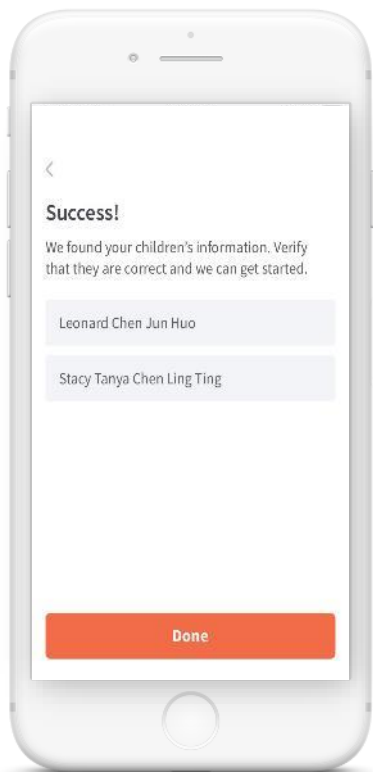 Success!
We found your children's information. Verify
that they are correct and we can get started.
Leonard Chen Jun Huo
Stacy Tanya Chen Ling Ting
Done